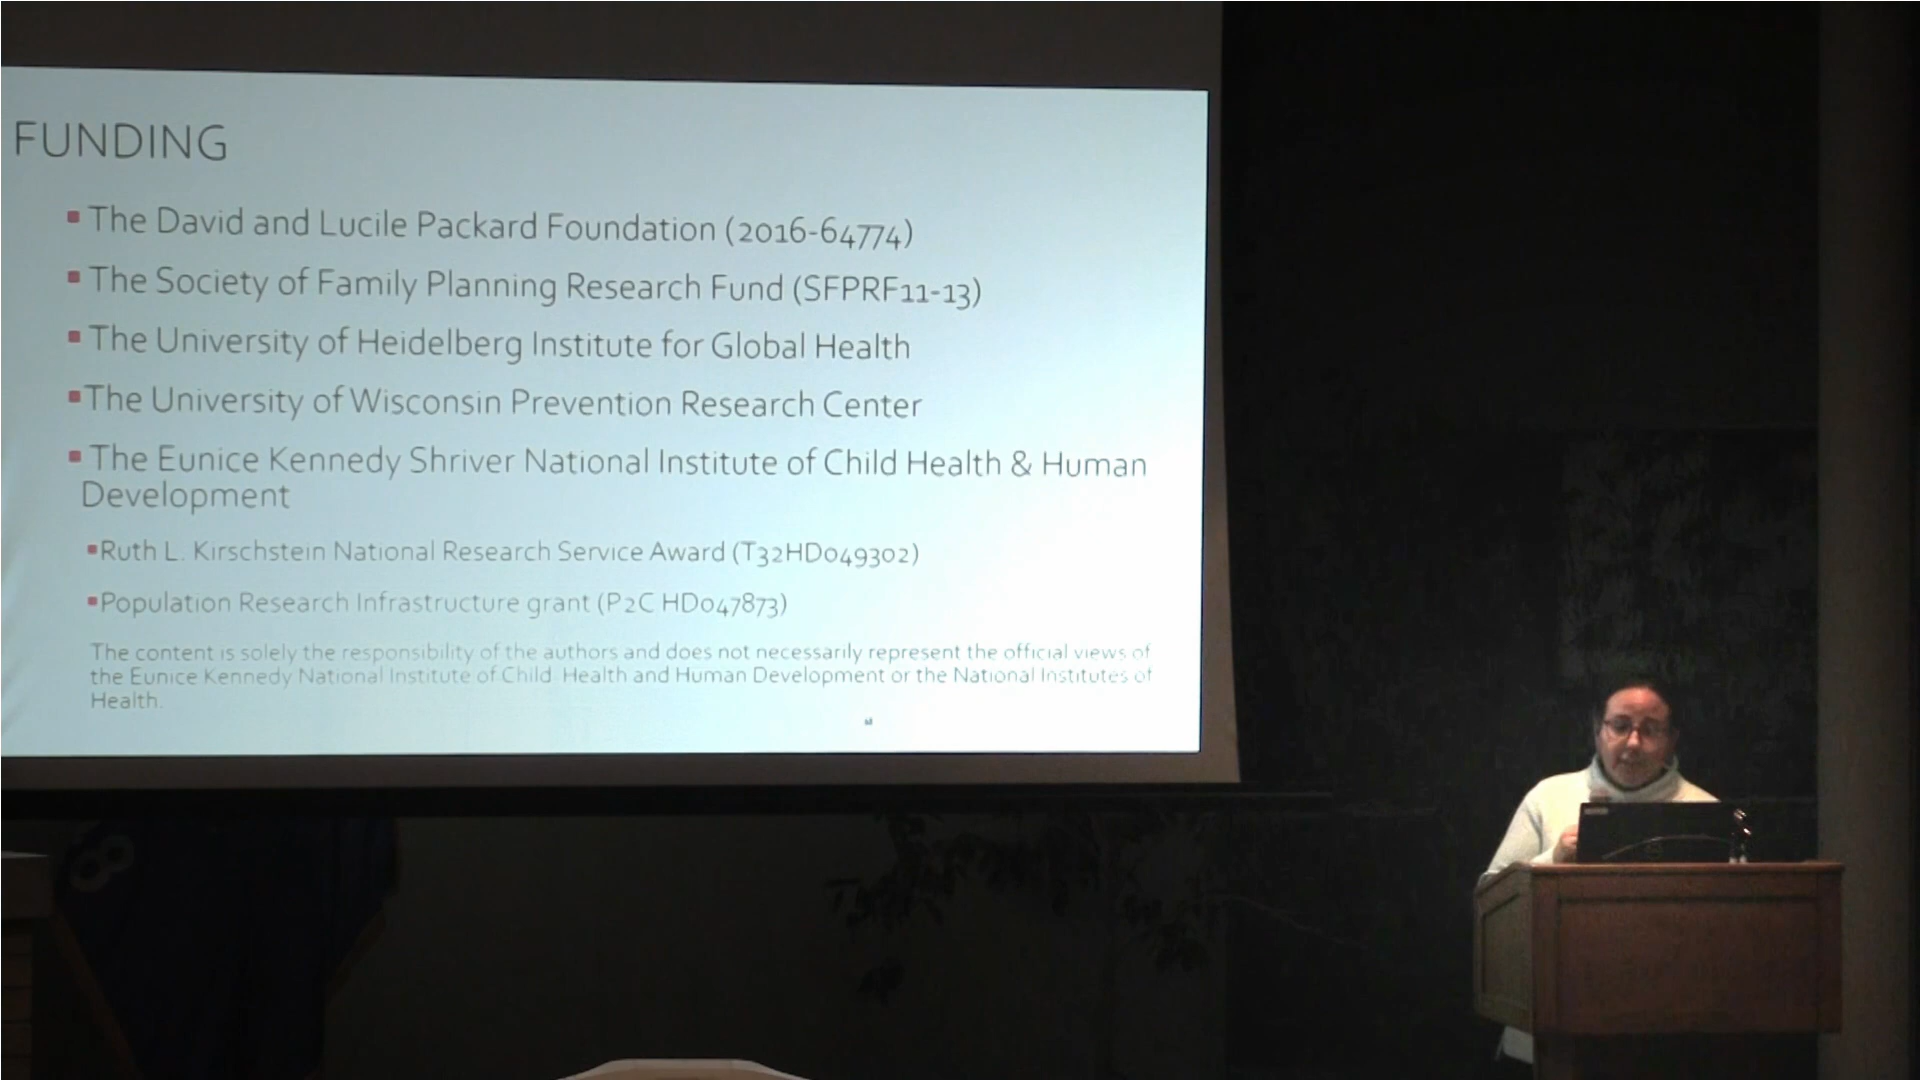 FUNDING
The David and Lucile Packard Foundation (2016-64774)
The Society of Family Planning Research Fund (SFPRF11-13)
The University of Heidelberg Institute for Global Health
The University of Wisconsin Prevention Research Center
The Eunice Kennedy Shriver National Institute of Child Health & Human
Development
Ruth L. Kirschstein National Research Service Award (T32HD049302)
Population Research Infrastructure grant (P2C HD047873)
The content is solely the responsibility of the authors and does not necessarily represent the official views of
the Eunice Kennedy National Institute of Child Health and Human Development or the National Institutes of
Health.
8